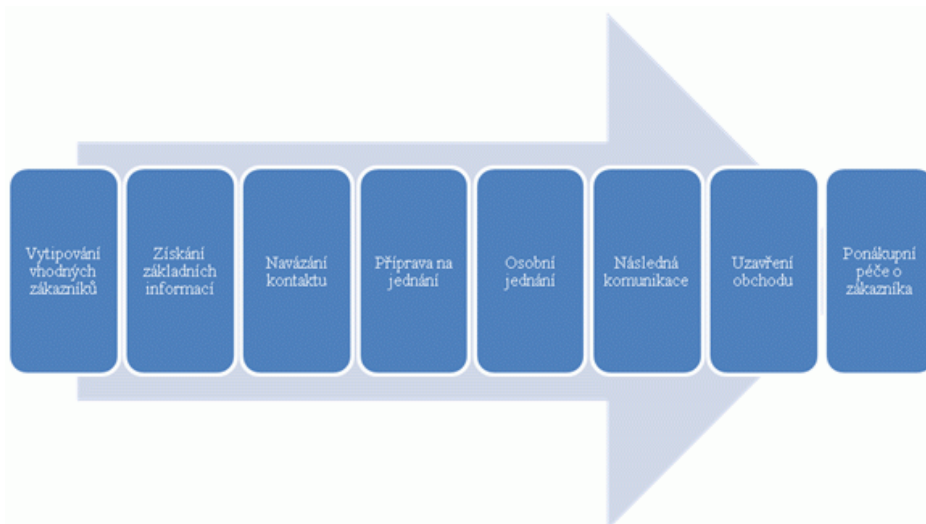 Vytipování
vhodných
zákazníků
Získání
základních
informací
Navázání
kontaktu
Příprava na
jednání
Osobní
jednání
Následná
komunikace
Uzavření
obchodu
Ponákupní
péče o
zákazníka